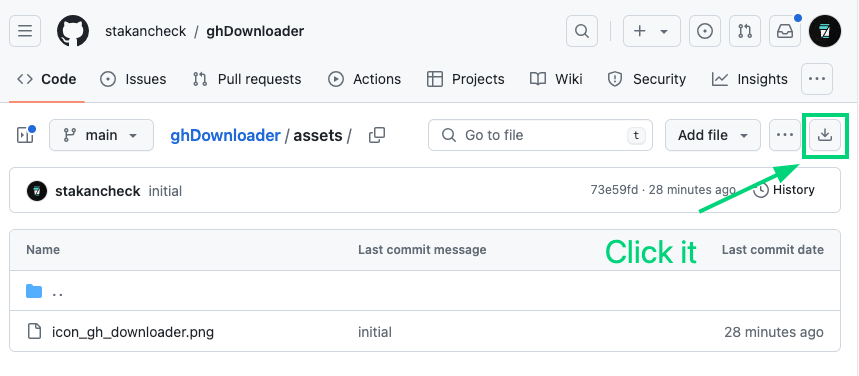 stakancheck / ghDownloader
Code Issues Pull requests Actions Projects Wiki Security Insights ...
main ghDownloader / assets / Go to file t Add file ...
stakancheck initial 73e59fd · 28 minutes ago History
Click it
Name Last commit message Last commit date
..
icon_gh_downloader.png initial 28 minutes ago